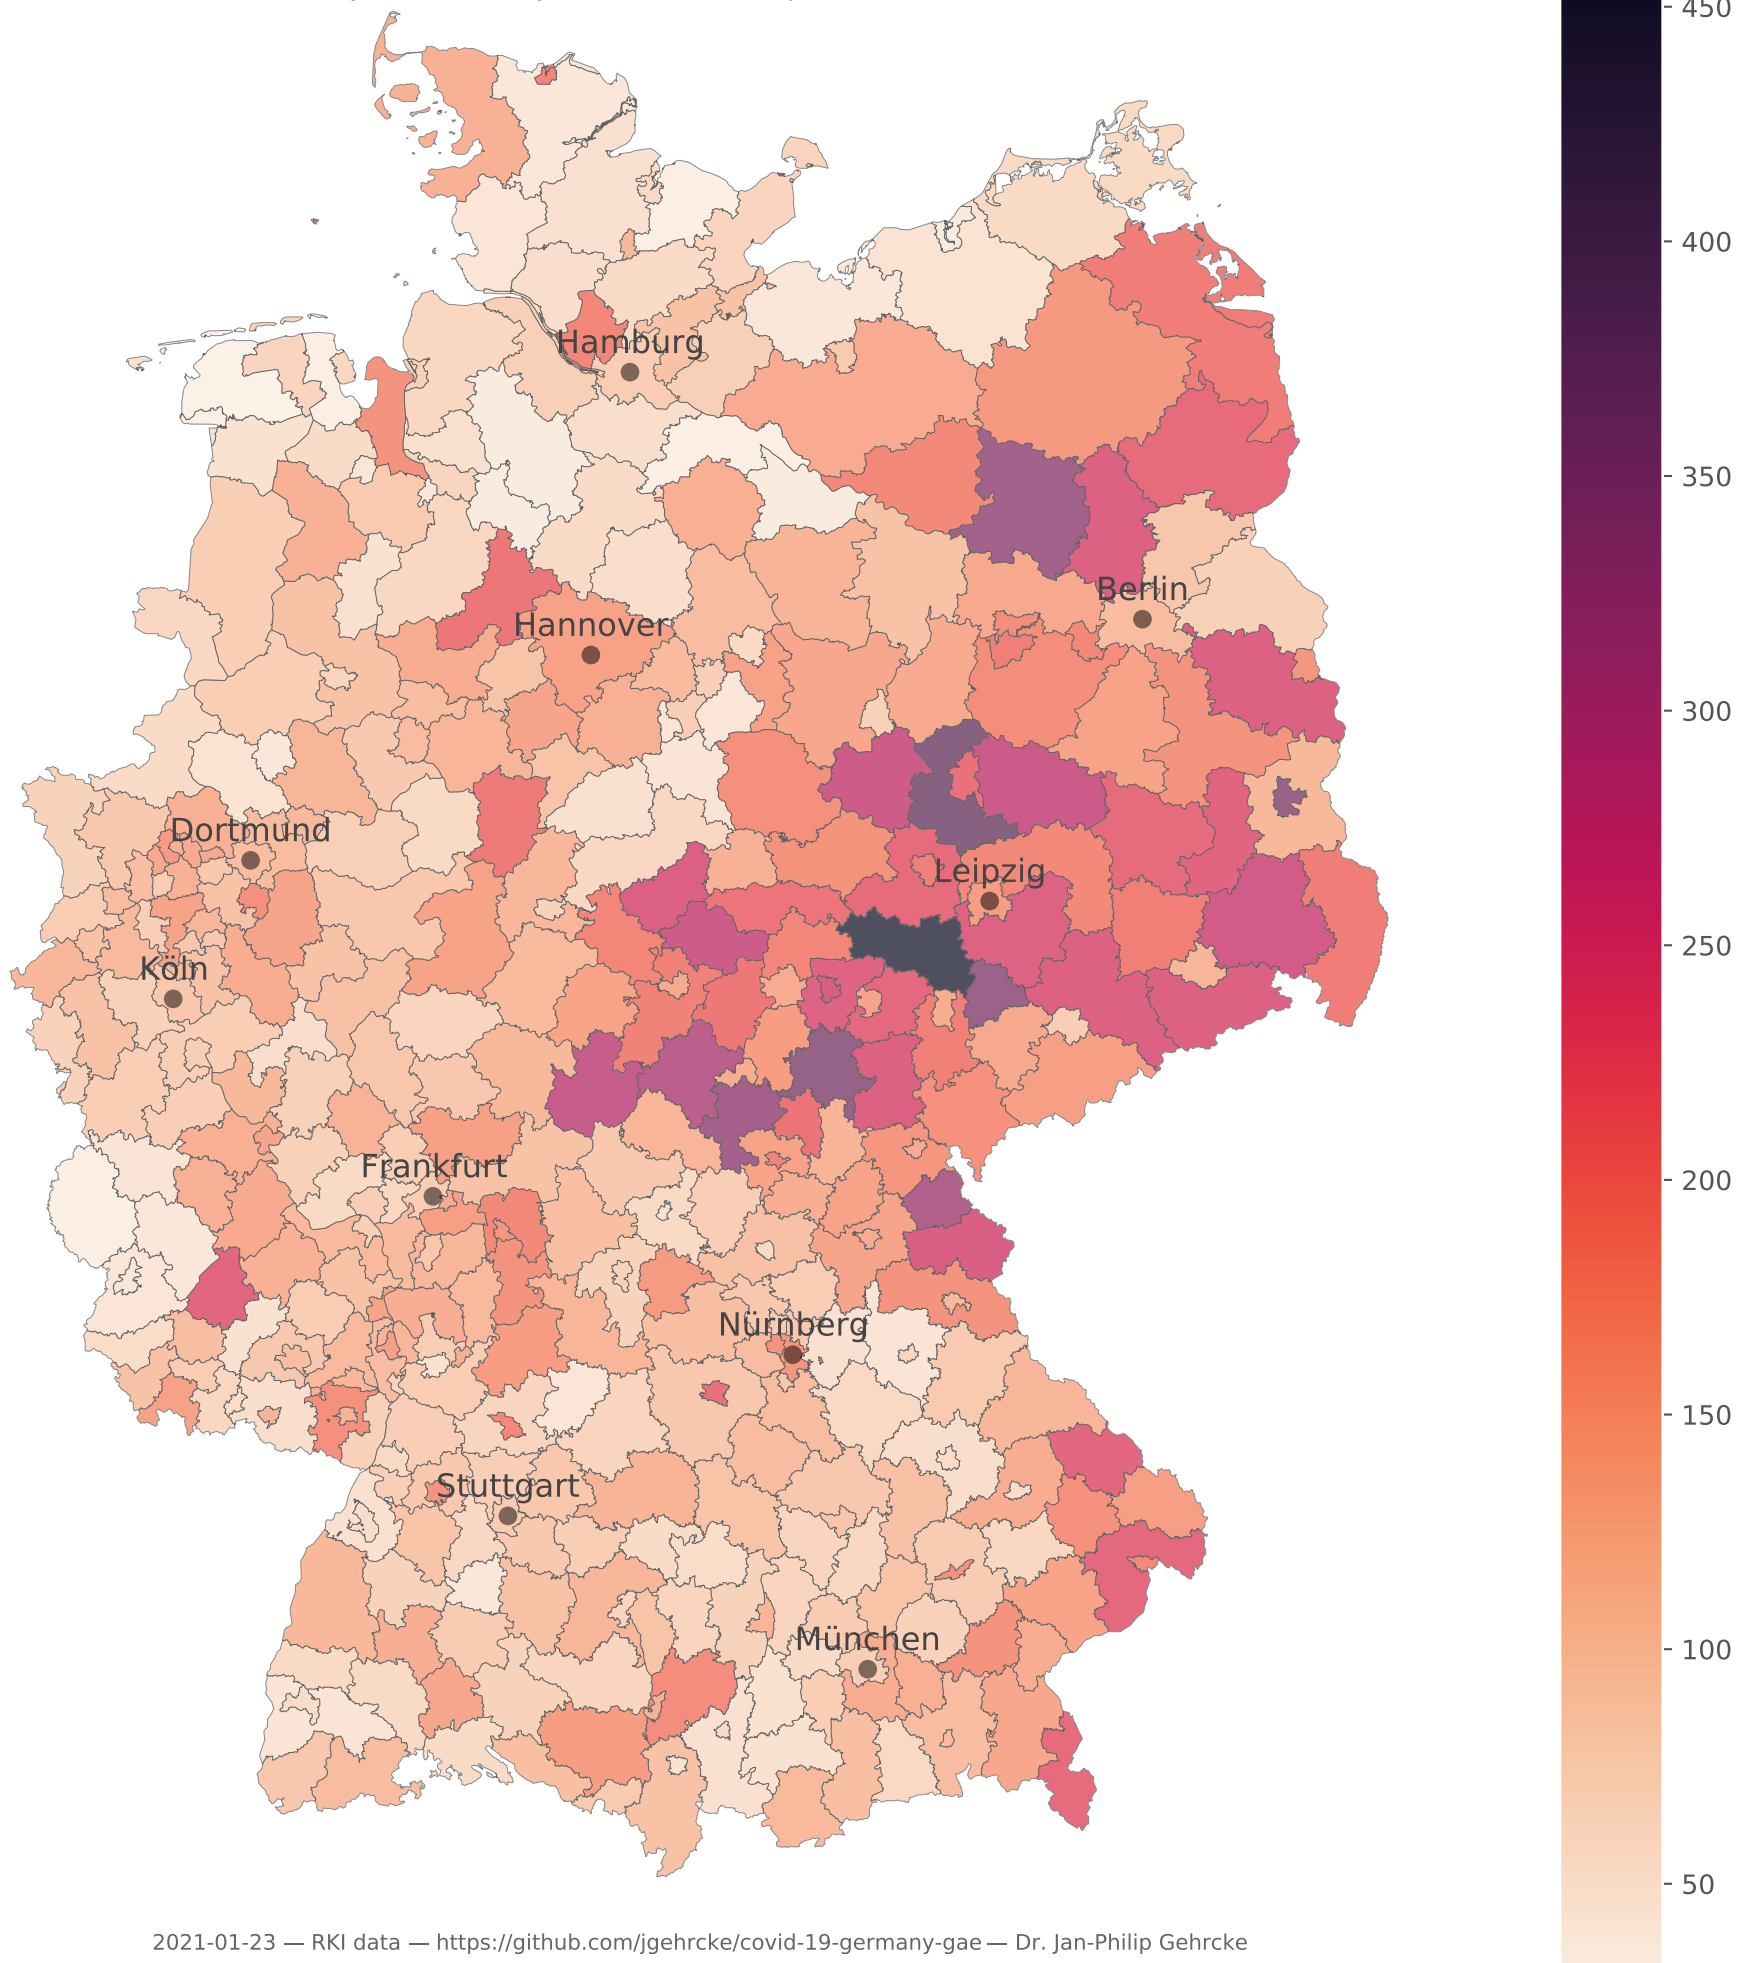 450
400
Hamburg
350
Berlin
Hannover
300
Dortmund
Leipzig
250
Köln
200
Frankfurt
Nürnberg
150
Stuttgart
München
100
50
2021-01-23 — RKI data — https://github.com/jgehrcke/covid-19-germany-gae — Dr. Jan-Philip Gehrcke